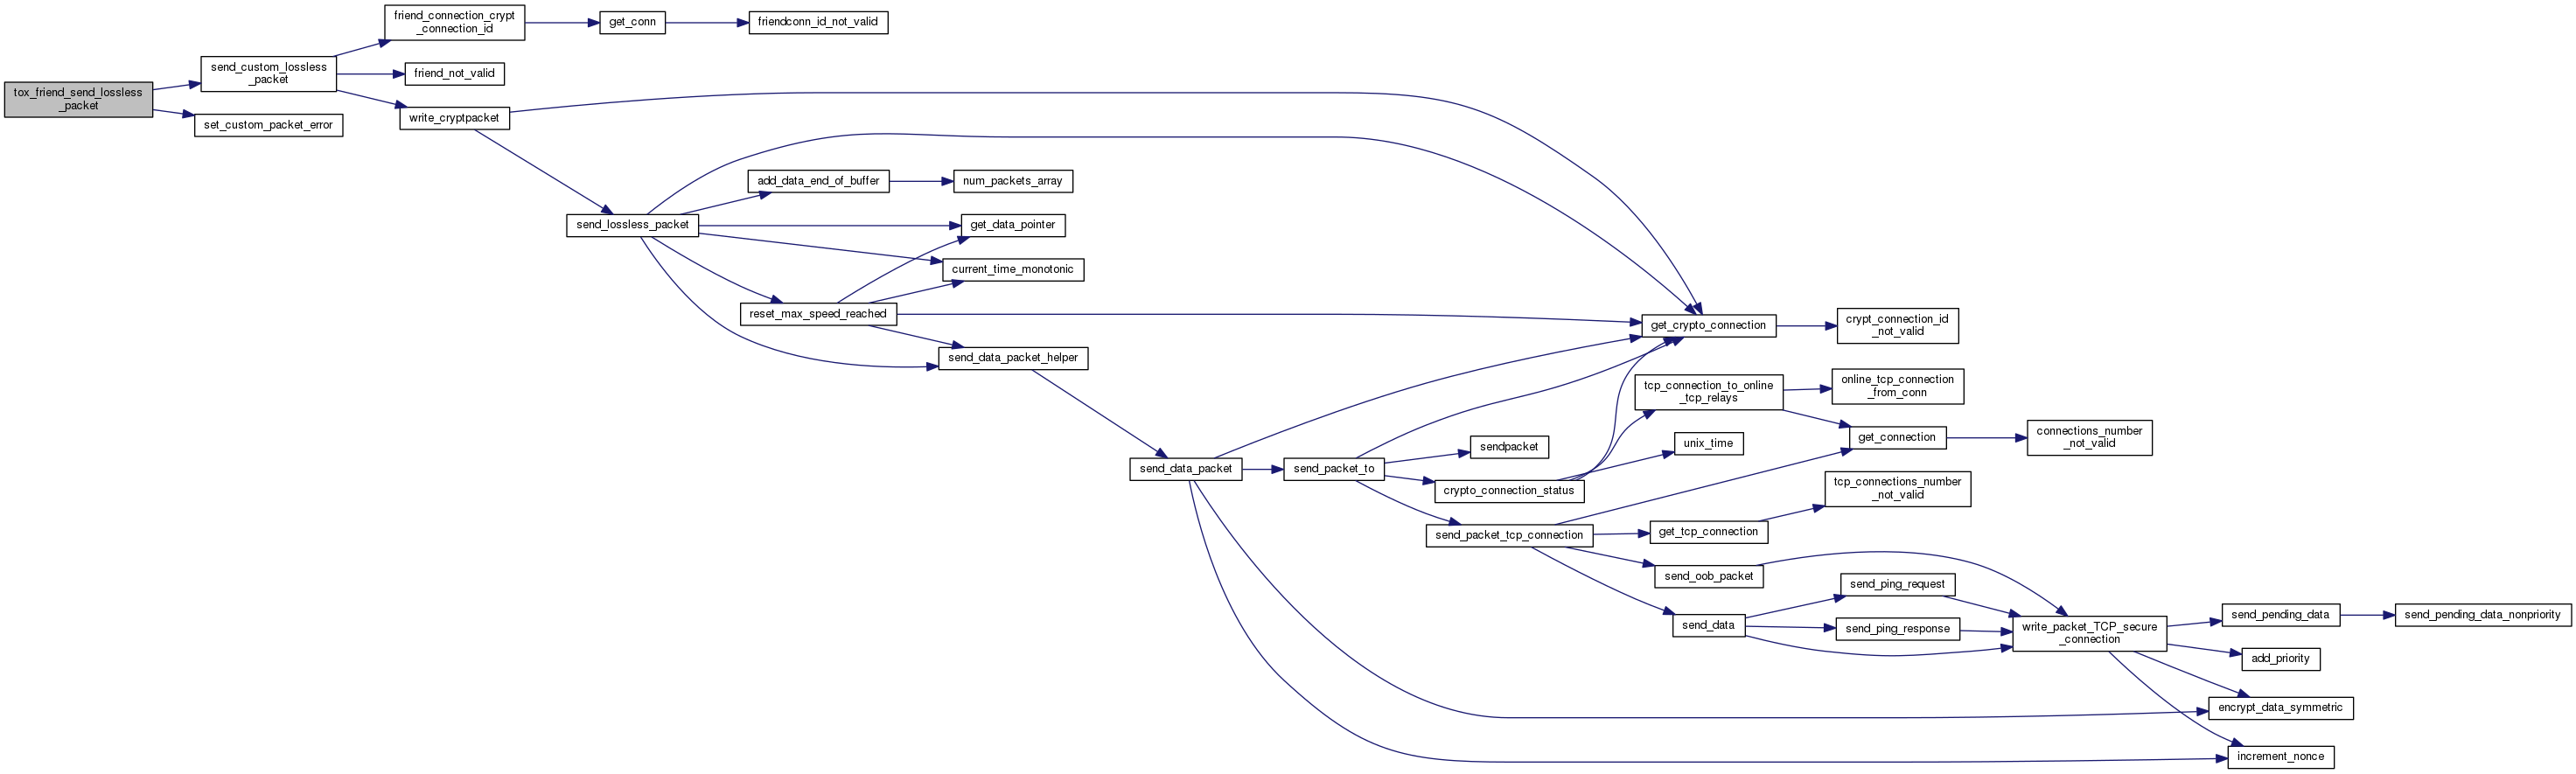 tox_friend_send_lossless
_packet
send_custom_lossless
_packet
set_custom_packet_error
friend_connection_crypt
_connection_id
friend_not_valid
write_cryptpacket
get_conn
friendconn_id_not_valid
send_lossless_packet
add_data_end_of_buffer
num_packets_array
get_data_pointer
current_time_monotonic
reset_max_speed_reached
send_data_packet_helper
send_data_packet
send_packet_to
get_crypto_connection
crypt_connection_id
_not_valid
tcp_connection_to_online
_tcp_relays
online_tcp_connection
_from_conn
sendpacket
unix_time
get_connection
connections_number
_not_valid
crypto_connection_status
tcp_connections_number
_not_valid
send_packet_tcp_connection
get_tcp_connection
send_oob_packet
send_data
send_ping_request
send_ping_response
write_packet_TCP_secure
_connection
send_pending_data
send_pending_data_nonpriority
add_priority
encrypt_data_symmetric
increment_nonce